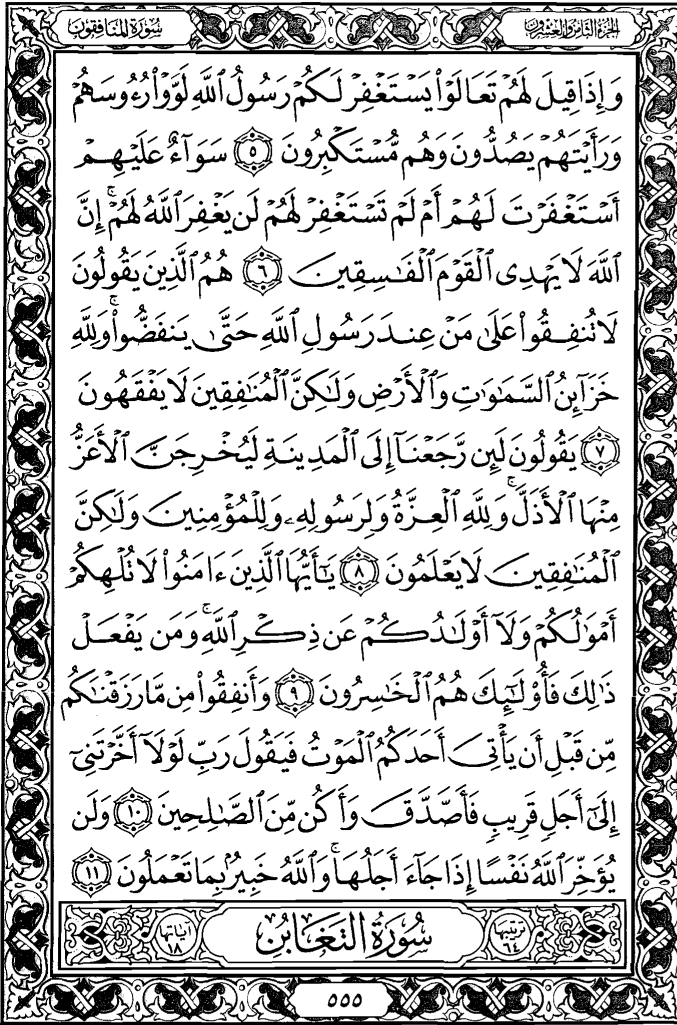 الجزء الثامن والعشرون
سورة المنافقون
وَإِذَا قِيلَ لَهُمْ تَعَالَوْا۟ يَسْتَغْفِرْ لَكُمْ رَسُولُ ٱللَّهِ لَوَّوْا۟ رُءُوسَهُمْ
وَرَأَيْتَهُمْ يَصُدُّونَ وَهُم مُّسْتَكْبِرُونَ ٥ سَوَآءٌ عَلَيْهِمْ
أَسْتَغْفَرْتَ لَهُمْ أَمْ لَمْ تَسْتَغْفِرْ لَهُمْ لَن يَغْفِرَ ٱللَّهُ لَهُمْ ۚ إِنَّ
ٱللَّهَ لَا يَهْدِى ٱلْقَوْمَ ٱلْفَٰسِقِينَ ٦ هُمُ ٱلَّذِينَ يَقُولُونَ
لَا تُنفِقُوا۟ عَلَىٰ مَنْ عِندَ رَسُولِ ٱللَّهِ حَتَّىٰ يَنفَضُّوا۟ ۗ وَلِلَّهِ
خَزَآئِنُ ٱلسَّمَٰوَٰتِ وَٱلْأَرْضِ وَلَٰكِنَّ ٱلْمُنَٰفِقِينَ لَا يَفْقَهُونَ
٧ يَقُولُونَ لَئِن رَّجَعْنَآ إِلَى ٱلْمَدِينَةِ لَيُخْرِجَنَّ ٱلْأَعَزُّ
مِنْهَا ٱلْأَذَلَّ ۚ وَلِلَّهِ ٱلْعِزَّةُ وَلِرَسُولِهِۦ وَلِلْمُؤْمِنِينَ وَلَٰكِنَّ
ٱلْمُنَٰفِقِينَ لَا يَعْلَمُونَ ٨ يَٰٓأَيُّهَا ٱلَّذِينَ ءَامَنُوا۟ لَا تُلْهِكُمْ
أَمْوَٰلُكُمْ وَلَآ أَوْلَٰدُكُمْ عَن ذِكْرِ ٱللَّهِ ۚ وَمَن يَفْعَلْ
ذَٰلِكَ فَأُو۟لَٰٓئِكَ هُمُ ٱلْخَٰسِرُونَ ٩ وَأَنفِقُوا۟ مِن مَّا رَزَقْنَٰكُم
مِّن قَبْلِ أَن يَأْتِىَ أَحَدَكُمُ ٱلْمَوْتُ فَيَقُولَ رَبِّ لَوْلَآ أَخَّرْتَنِىٓ
إِلَىٰٓ أَجَلٍ قَرِيبٍ فَأَصَّدَّقَ وَأَكُن مِّنَ ٱلصَّٰلِحِينَ ١٠ وَلَن
يُؤَخِّرَ ٱللَّهُ نَفْسًا إِذَا جَآءَ أَجَلُهَا ۚ وَٱللَّهُ خَبِيرٌۢ بِمَا تَعْمَلُونَ ١١
ترتيبها ٦٤
سُورَةُ التَّغَابُنِ
آياتها ١٨
٥٥٥